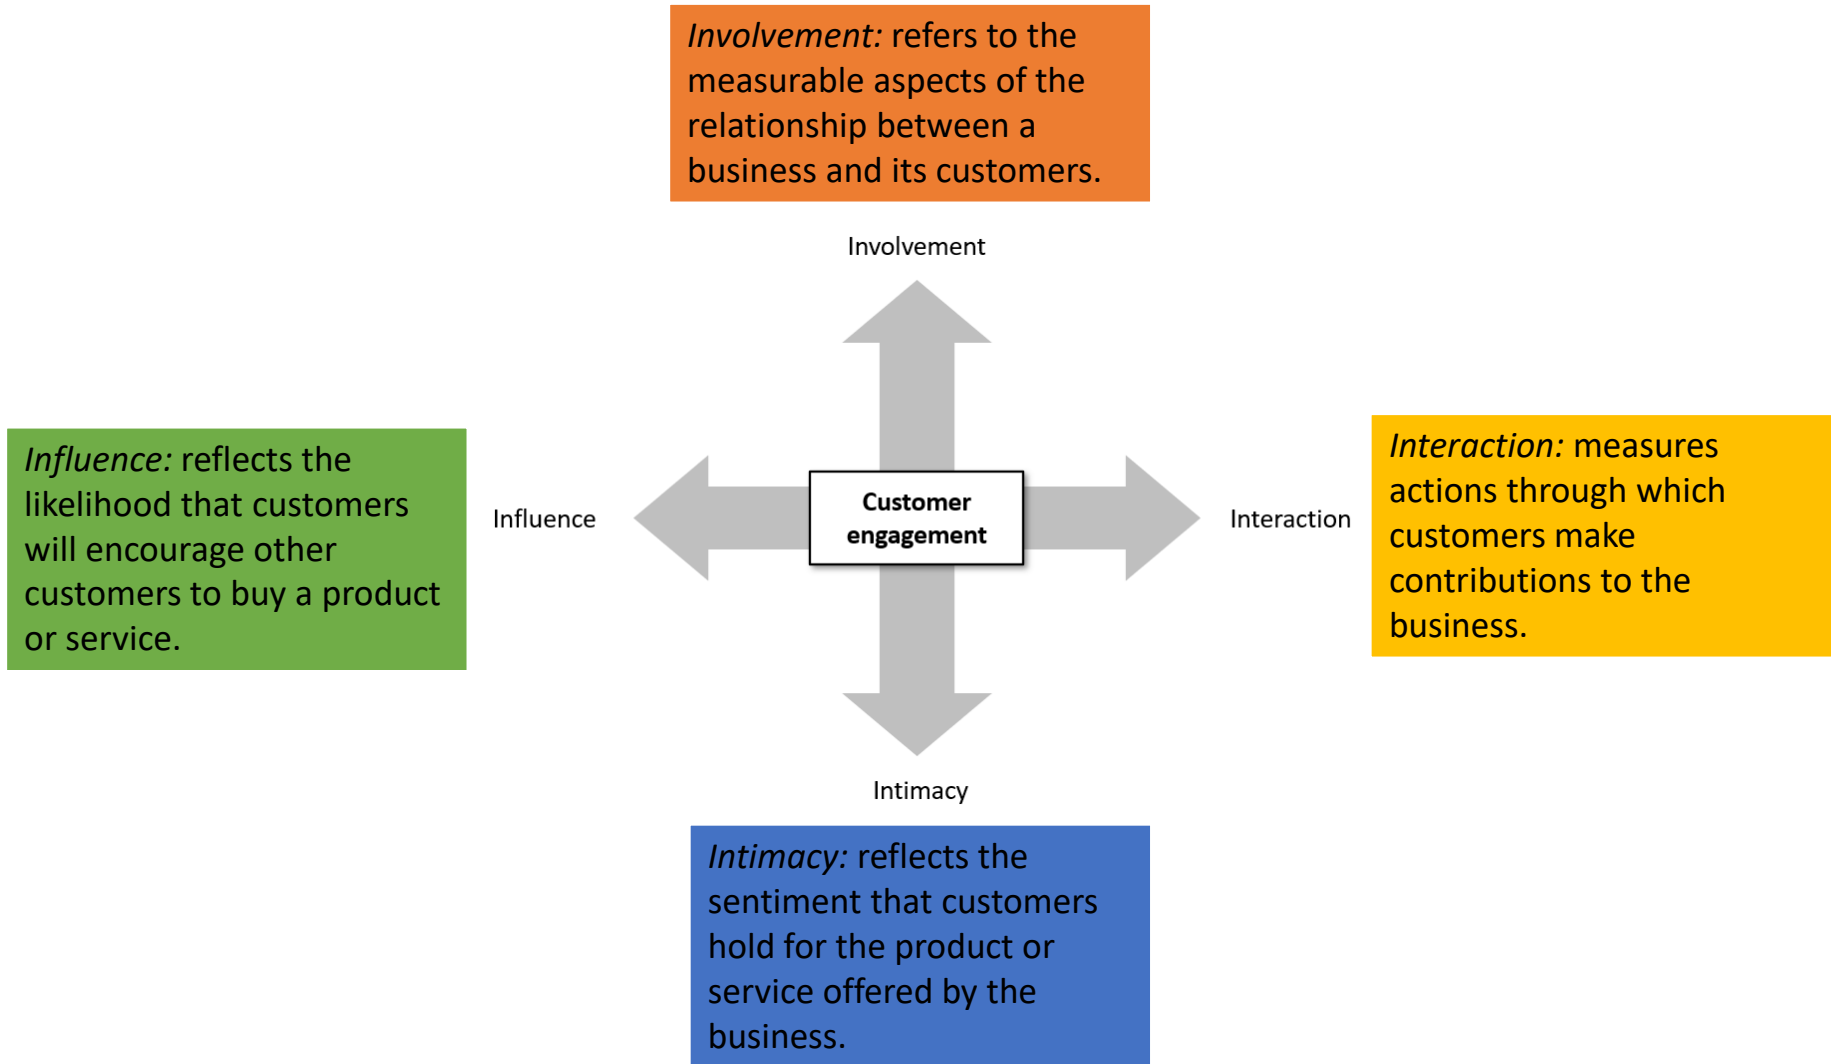 Involvement: refers to the
measurable aspects of the
relationship between a
business and its customers.
Involvement
Influence: reflects the
likelihood that customers
will encourage other
customers to buy a product
or service.
Influence
Customer
engagement
Interaction
Interaction: measures
actions through which
customers make
contributions to the
business.
Intimacy
Intimacy: reflects the
sentiment that customers
hold for the product or
service offered by the
business.